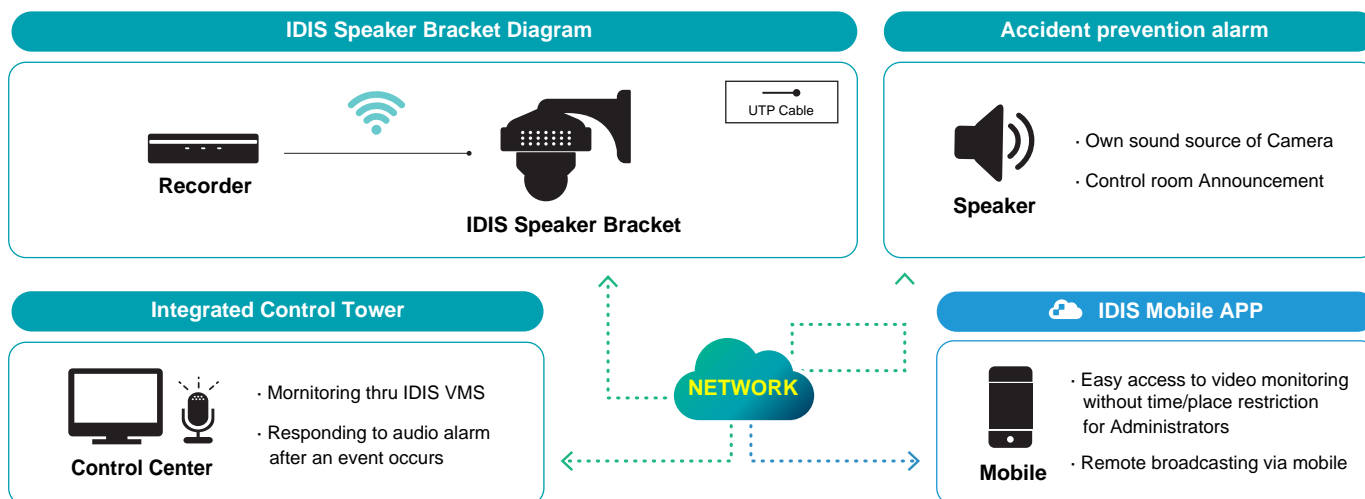 IDIS Speaker Bracket Diagram
UTP Cable
Recorder
IDIS Speaker Bracket
Accident prevention alarm
· Own sound source of Camera
· Control room Announcement
Speaker
Integrated Control Tower
· Mornitoring thru IDIS VMS
· Responding to audio alarm
after an event occurs
Control Center
NETWORK
IDIS Mobile APP
· Easy access to video monitoring
without time/place restriction
for Administrators
· Remote broadcasting via mobile
Mobile